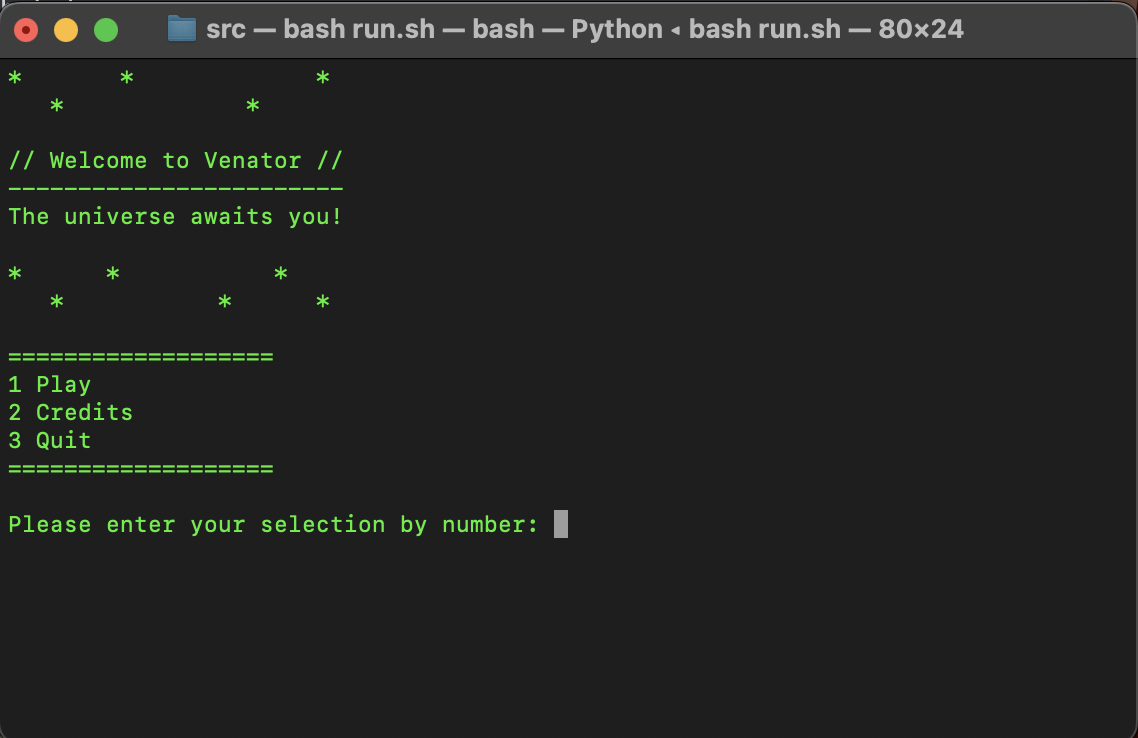 src — bash run.sh — bash — Python ◂ bash run.sh — 80×24
*       *             *
   *             *
// Welcome to Venator //
------------------------
The universe awaits you!
*      *           *
   *           *      *
===================
1 Play
2 Credits
3 Quit
===================
Please enter your selection by number: